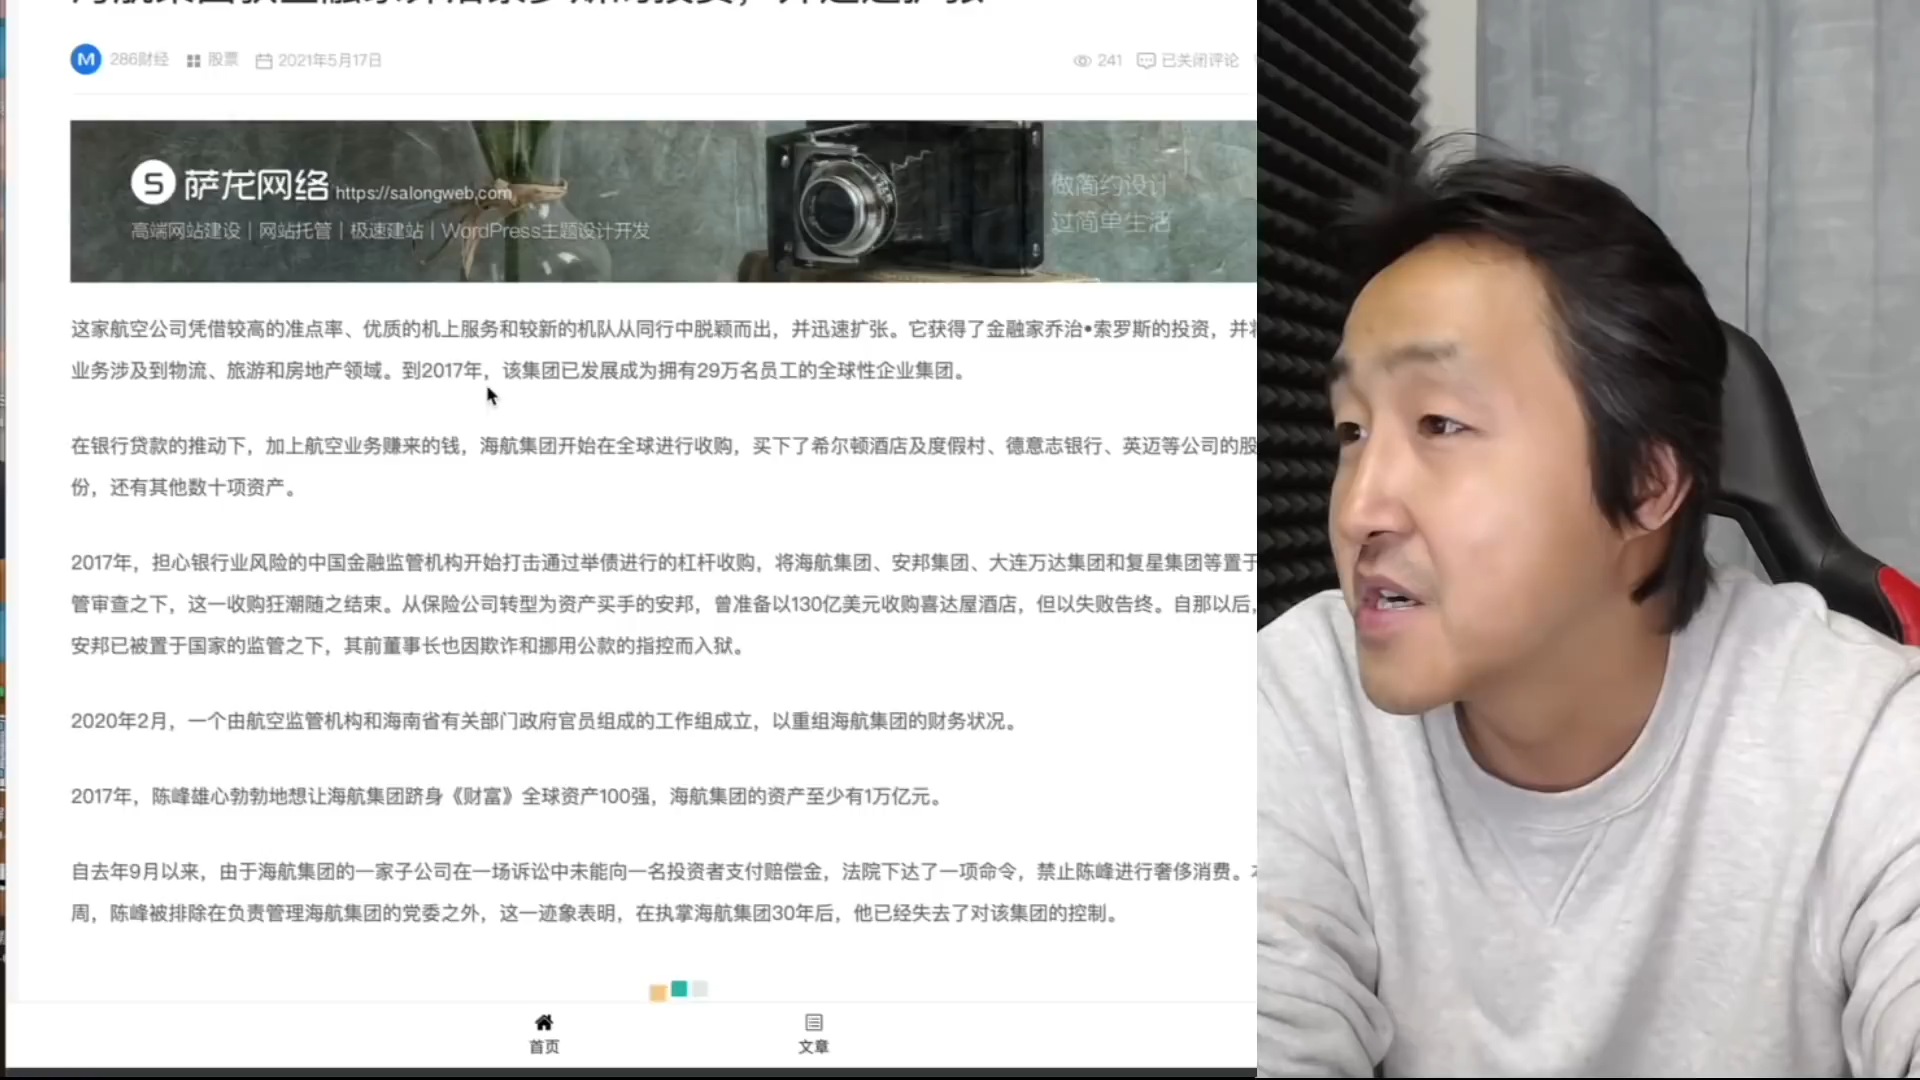 海航集团获金融家乔治索罗斯的投资，并迅速扩张
M 286财经 股票 2021年5月17日 241 已关闭评论
S 萨龙网络 https://salongweb.com
高端网站建设｜网站托管｜极速建站｜WordPress主题设计开发
做简约设计
过简单生活
这家航空公司凭借较高的准点率、优质的机上服务和较新的机队从同行中脱颖而出，并迅速扩张。它获得了金融家乔治•索罗斯的投资，并
业务涉及到物流、旅游和房地产领域。到2017年，该集团已发展成为拥有29万名员工的全球性企业集团。
在银行贷款的推动下，加上航空业务赚来的钱，海航集团开始在全球进行收购，买下了希尔顿酒店及度假村、德意志银行、英迈等公司的股
份，还有其他数十项资产。
2017年，担心银行业风险的中国金融监管机构开始打击通过举债进行的杠杆收购，将海航集团、安邦集团、大连万达集团和复星集团等置于
管审查之下，这一收购狂潮随之结束。从保险公司转型为资产买手的安邦，曾准备以130亿美元收购喜达屋酒店，但以失败告终。自那以后，
安邦已被置于国家的监管之下，其前董事长也因欺诈和挪用公款的指控而入狱。
2020年2月，一个由航空监管机构和海南省有关部门政府官员组成的工作组成立，以重组海航集团的财务状况。
2017年，陈峰雄心勃勃地想让海航集团跻身《财富》全球资产100强，海航集团的资产至少有1万亿元。
自去年9月以来，由于海航集团的一家子公司在一场诉讼中未能向一名投资者支付赔偿金，法院下达了一项命令，禁止陈峰进行奢侈消费。
周，陈峰被排除在负责管理海航集团的党委之外，这一迹象表明，在执掌海航集团30年后，他已经失去了对该集团的控制。
首页 文章